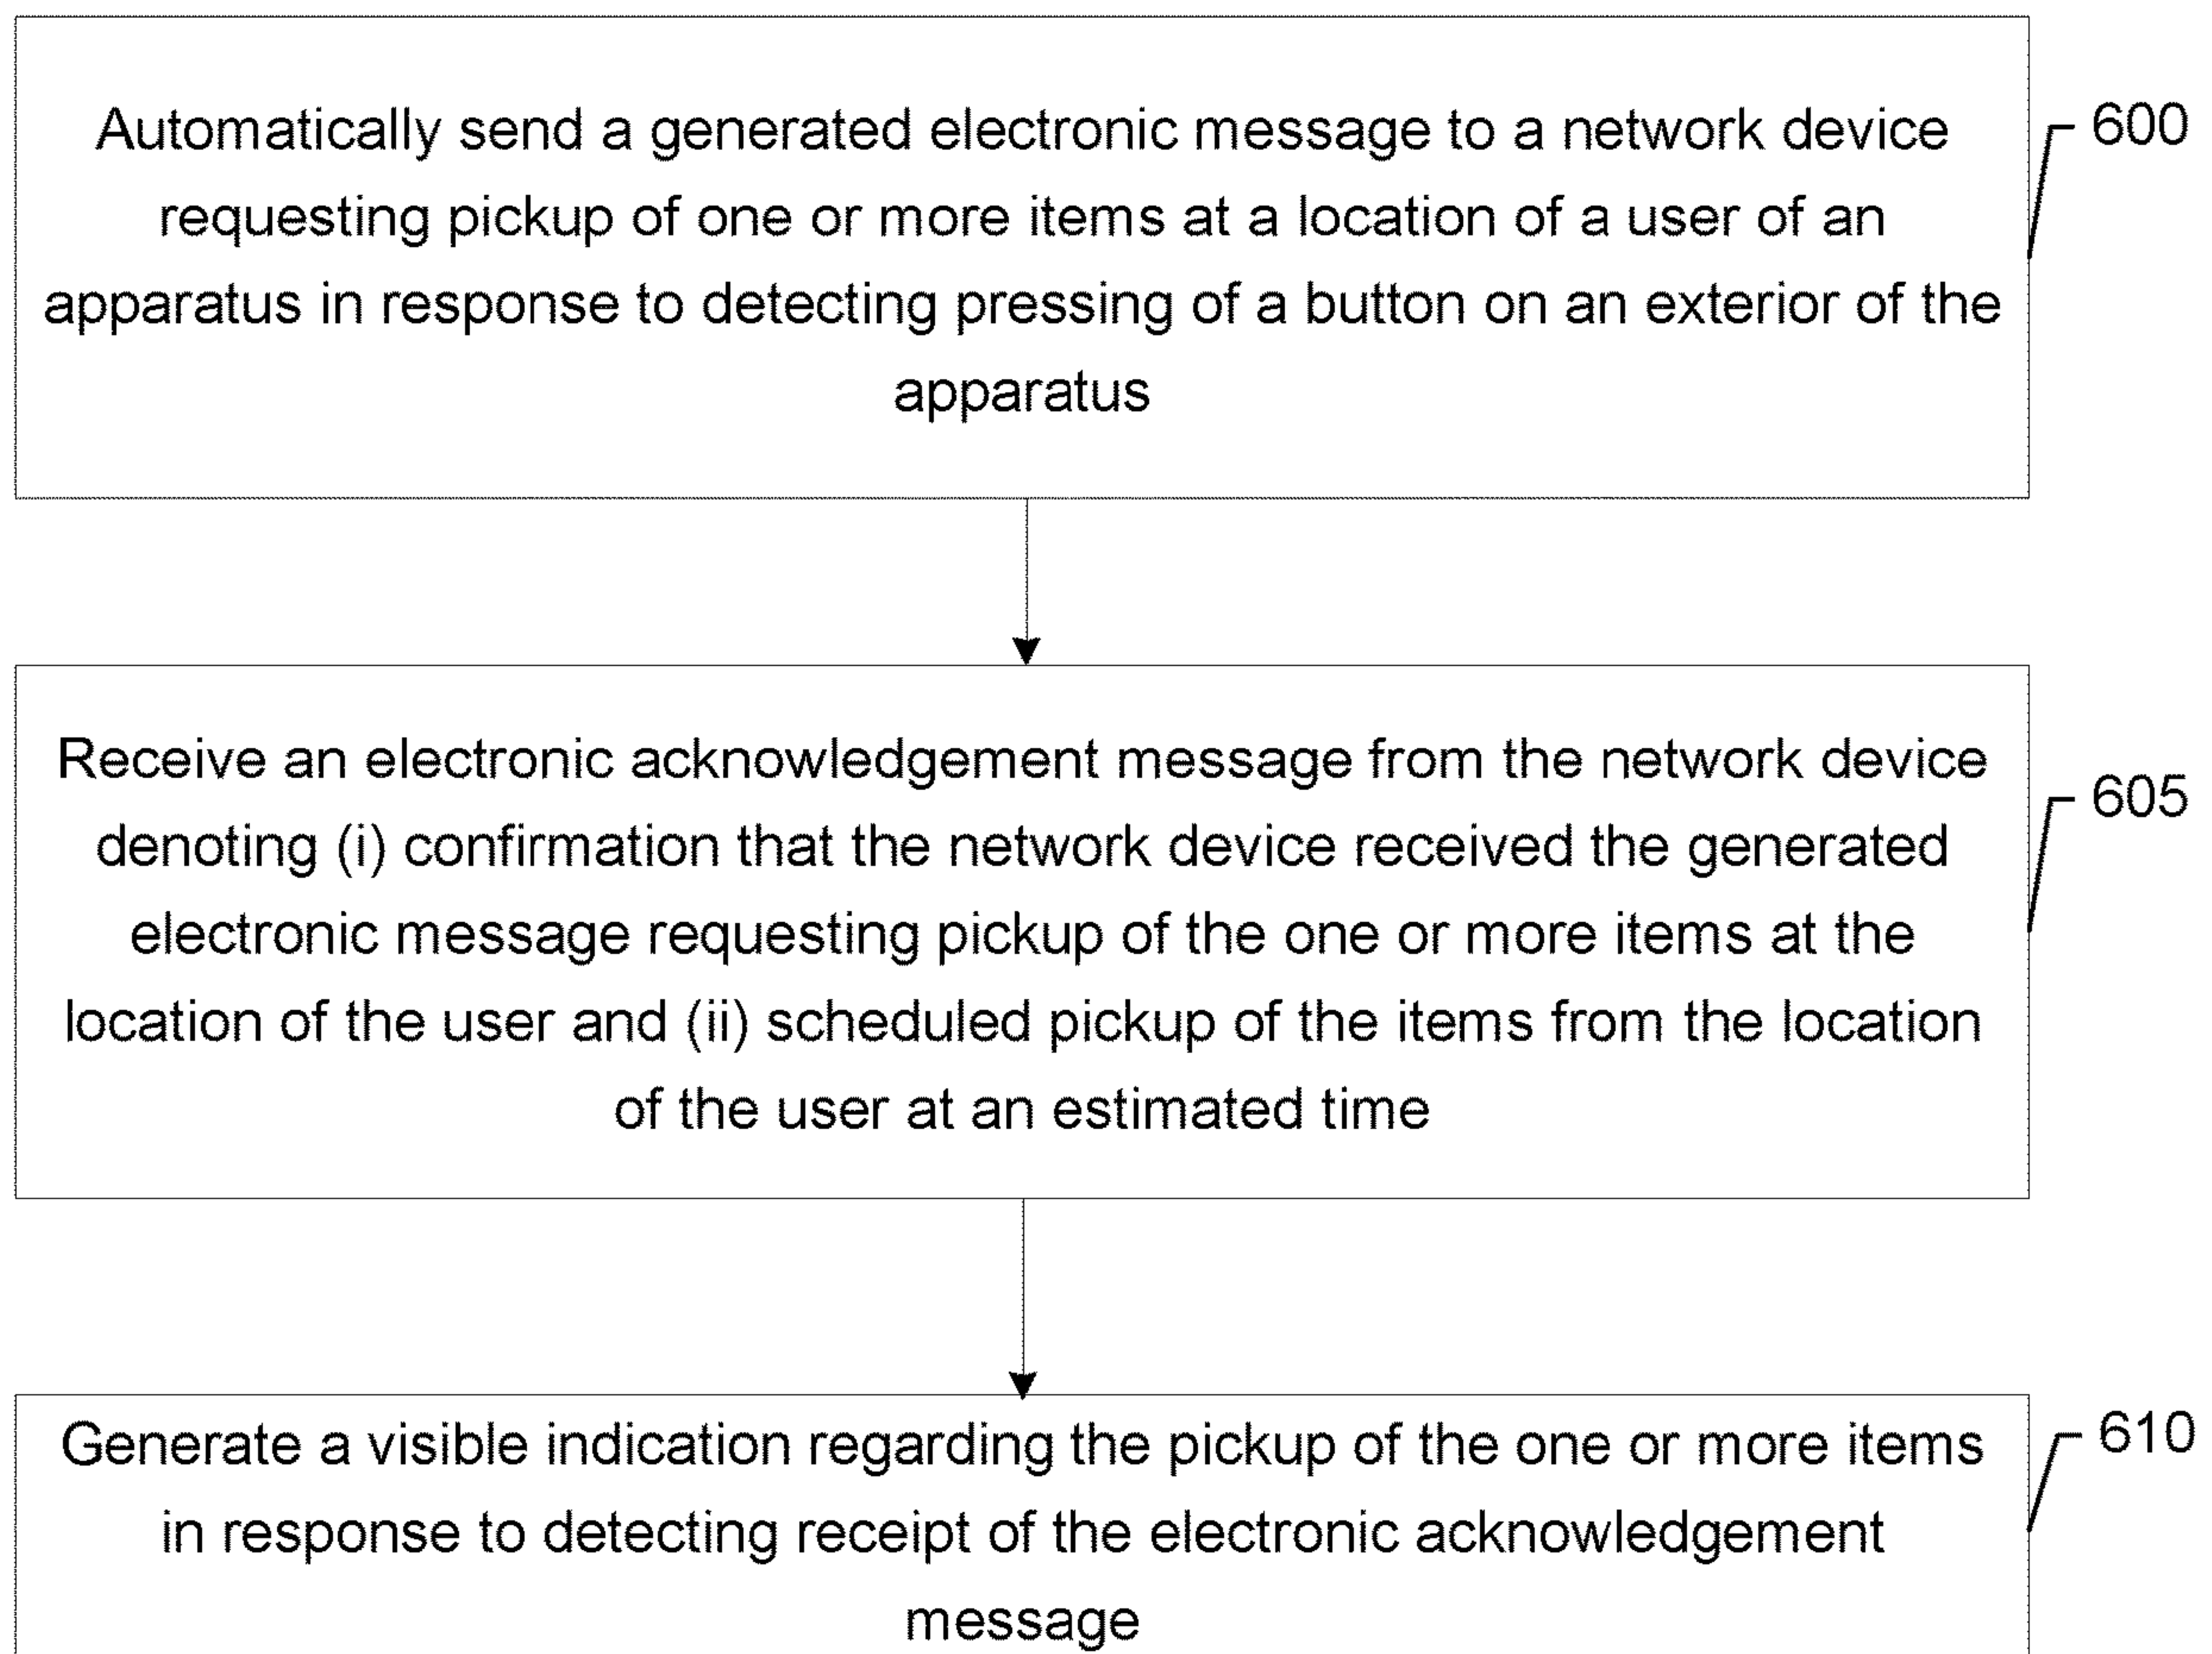 Automatically send a generated electronic message to a network device
requesting pickup of one or more items at a location of a user of an
apparatus in response to detecting pressing of a button on an exterior of the
apparatus
600
Receive an electronic acknowledgement message from the network device
denoting (i) confirmation that the network device received the generated
electronic message requesting pickup of the one or more items at the
location of the user and (ii) scheduled pickup of the items from the location
of the user at an estimated time
605
Generate a visible indication regarding the pickup of the one or more items
in response to detecting receipt of the electronic acknowledgement
message
610